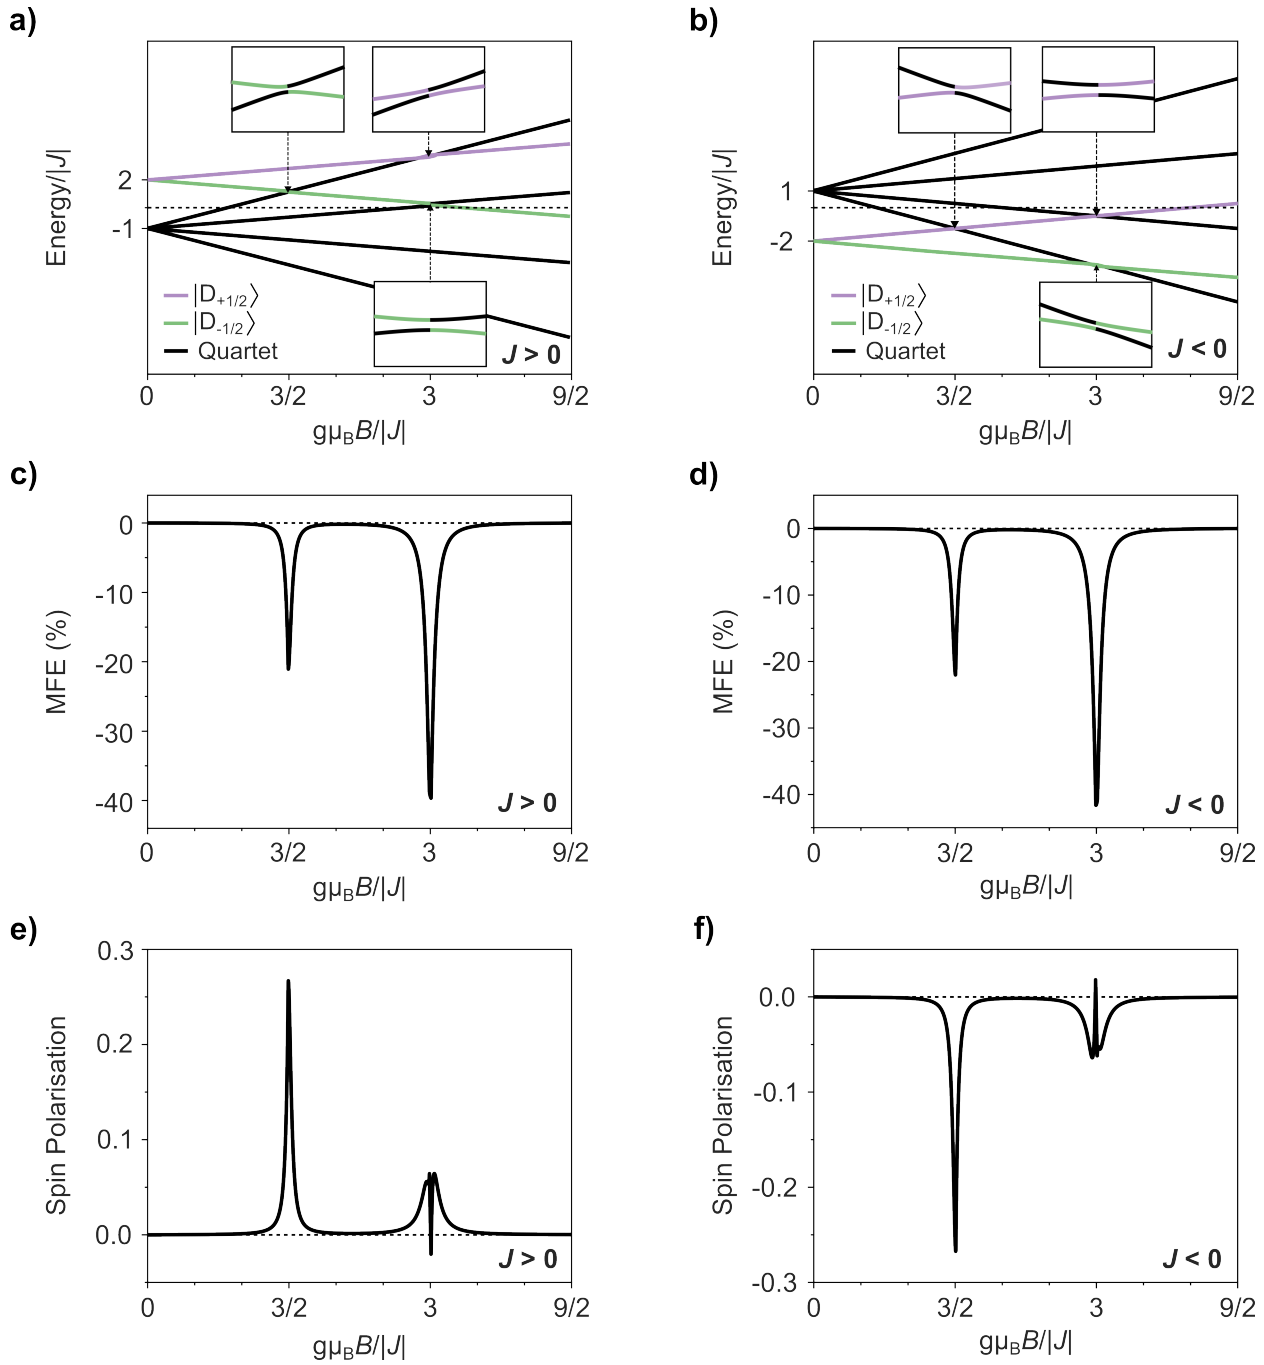 a)
Energy/|J|
2
-1
|D+1/2⟩
|D-1/2⟩
Quartet
J > 0
0 3/2 3 9/2
gμBB/|J|
b)
Energy/|J|
1
-2
|D+1/2⟩
|D-1/2⟩
Quartet
J < 0
0 3/2 3 9/2
gμBB/|J|
c)
MFE (%)
0
-10
-20
-30
-40
J > 0
0 3/2 3 9/2
gμBB/|J|
d)
MFE (%)
0
-10
-20
-30
-40
J < 0
0 3/2 3 9/2
gμBB/|J|
e)
Spin Polarisation
0.3
0.2
0.1
0.0
J > 0
0 3/2 3 9/2
gμBB/|J|
f)
Spin Polarisation
0.0
-0.1
-0.2
-0.3
J < 0
0 3/2 3 9/2
gμBB/|J|